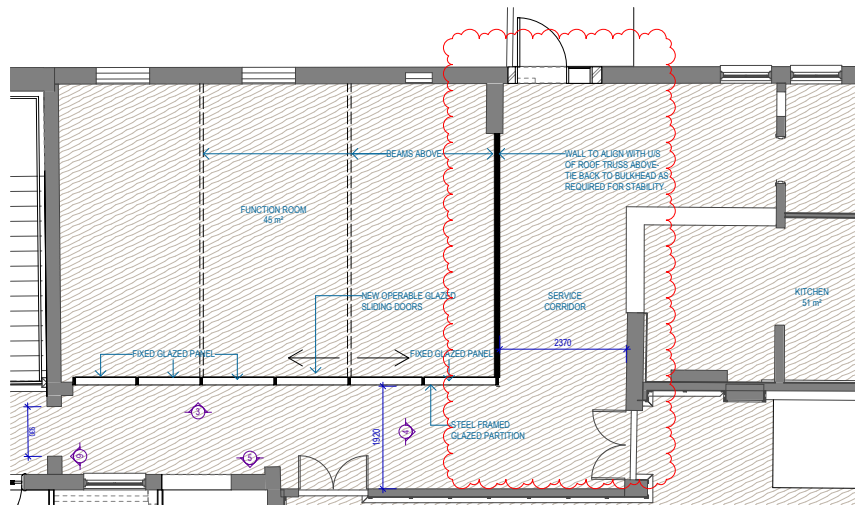 BEAMS ABOVE
WALL TO ALIGN WITH U/S
OF ROOF TRUSS ABOVE-
TIE BACK TO BULKHEAD AS
REQUIRED FOR STABILITY.
FUNCTION ROOM
45 m²
NEW OPERABLE GLAZED
SLIDING DOORS
SERVICE
CORRIDOR
KITCHEN
51 m²
FIXED GLAZED PANEL
FIXED GLAZED PANEL
2370
STEEL FRAMED
GLAZED PARTITION
1920
3
4
5